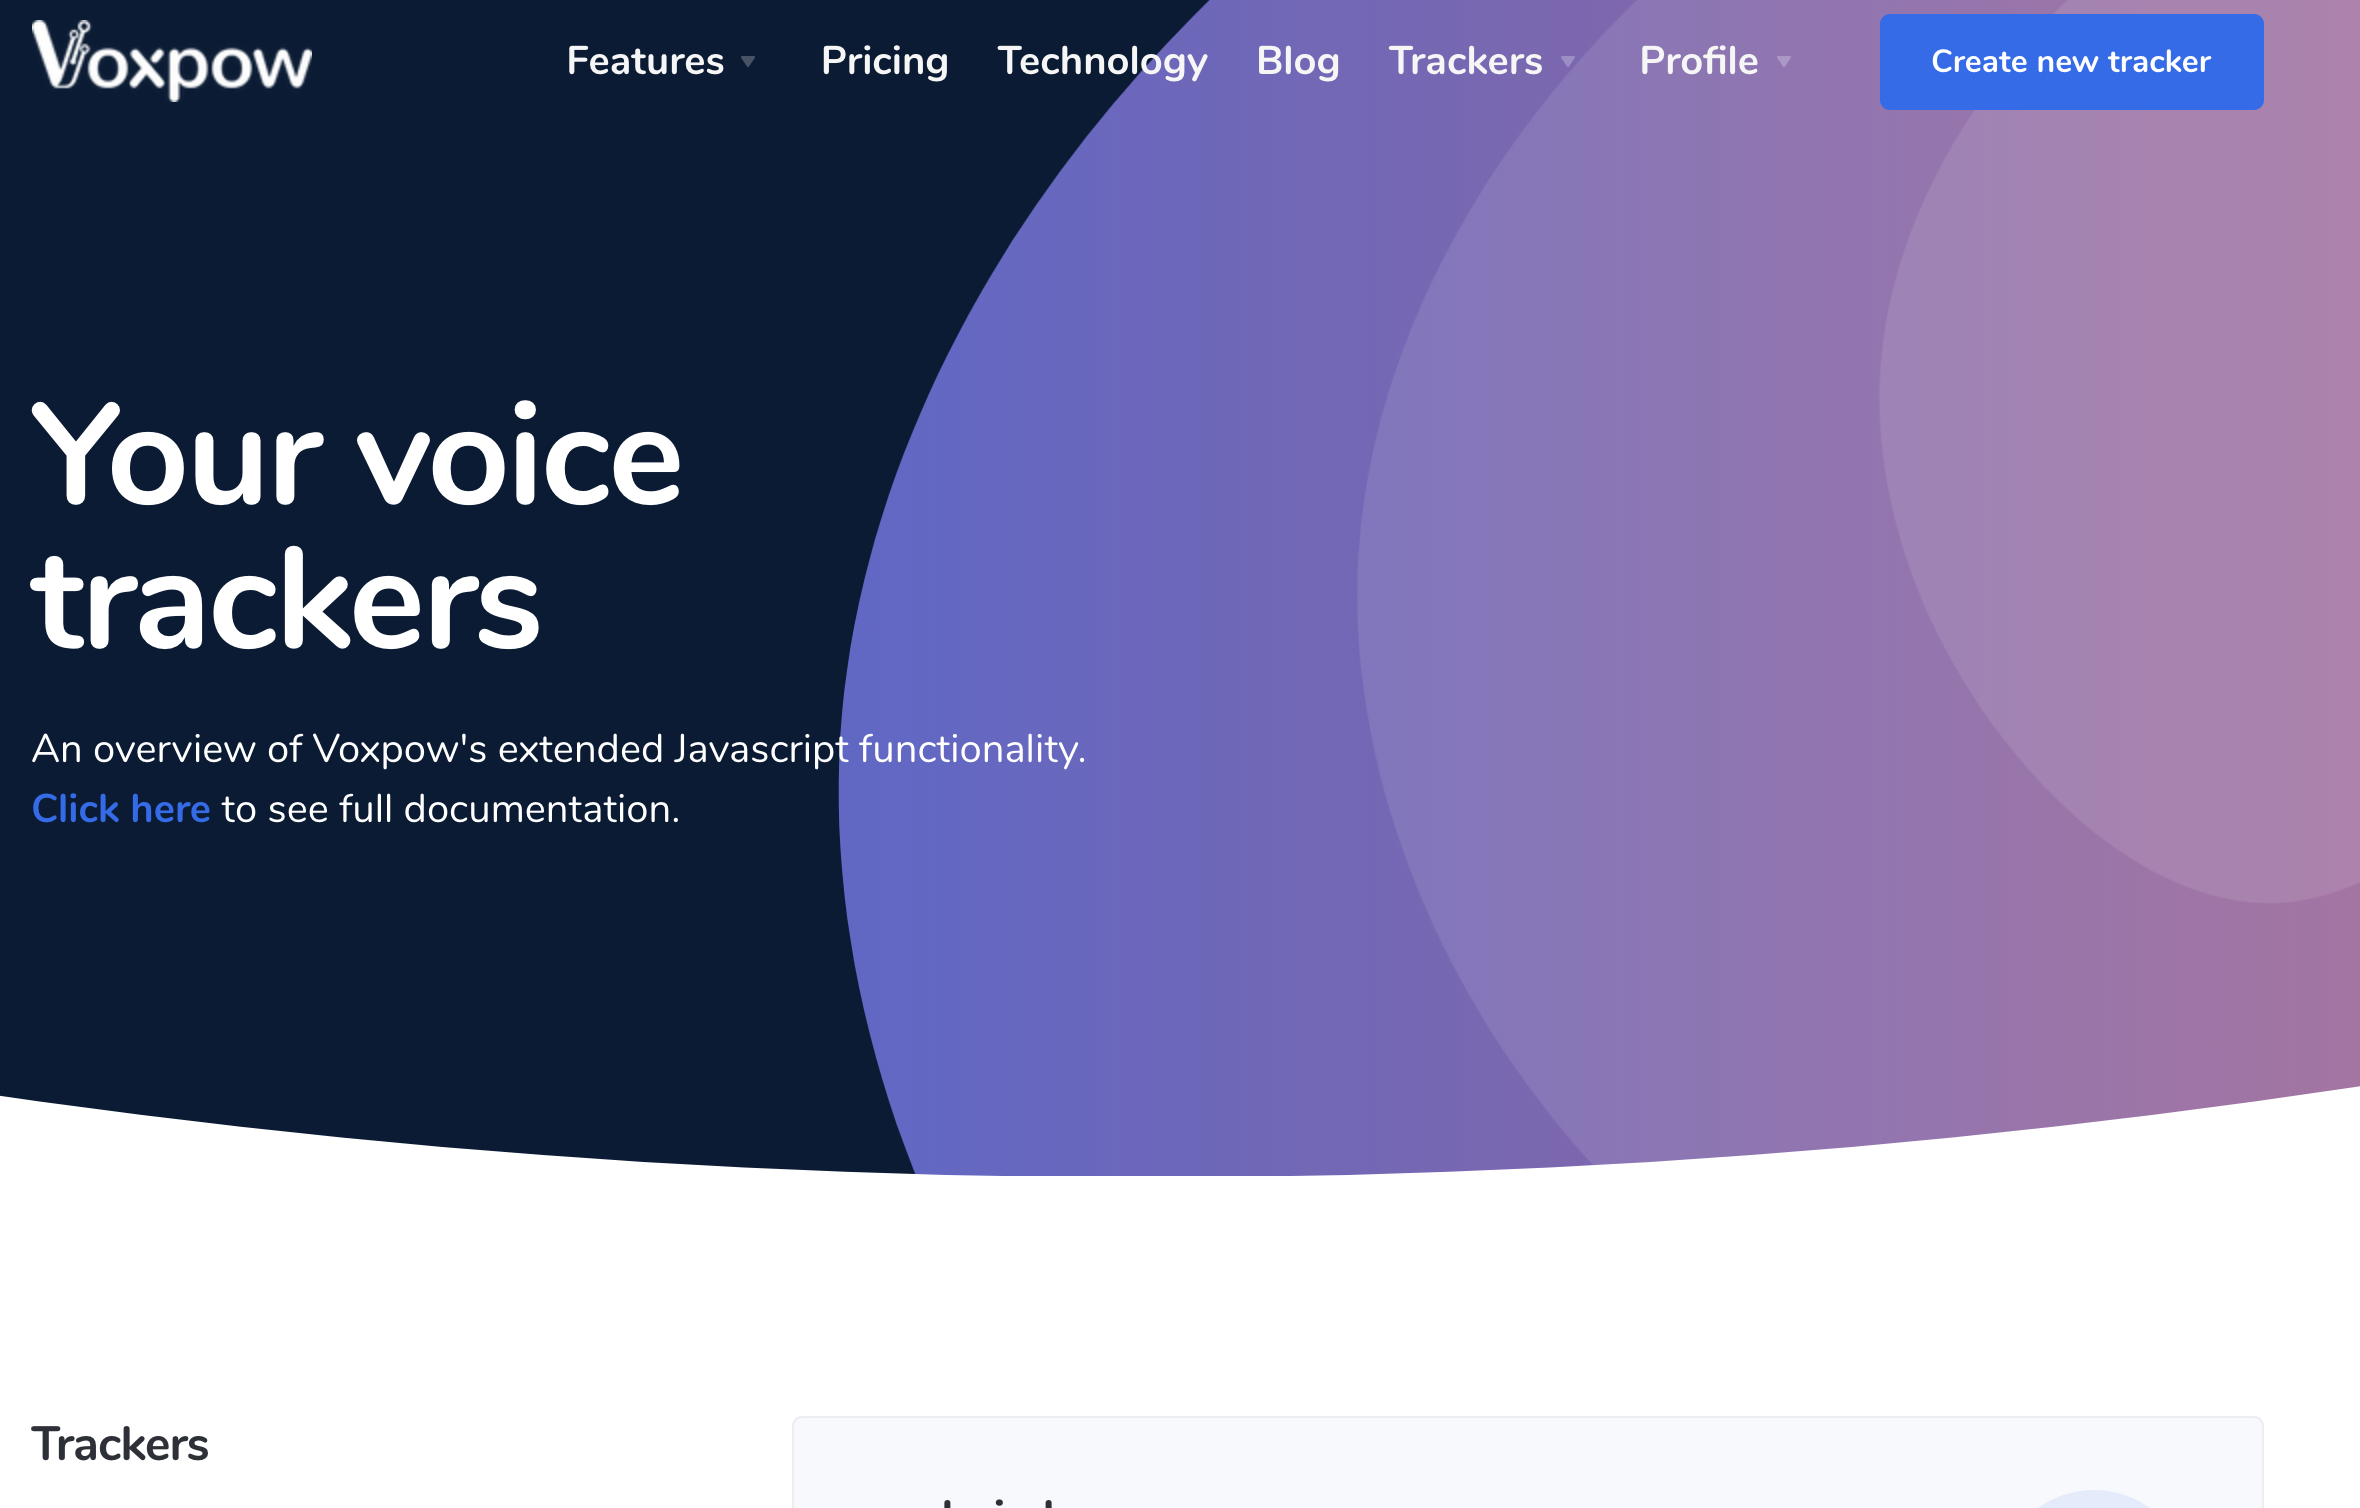 Voxpow
Features
Pricing
Technology
Blog
Trackers
Profile
Create new tracker
Your voice
trackers
An overview of Voxpow's extended Javascript functionality.
Click here to see full documentation.
Trackers